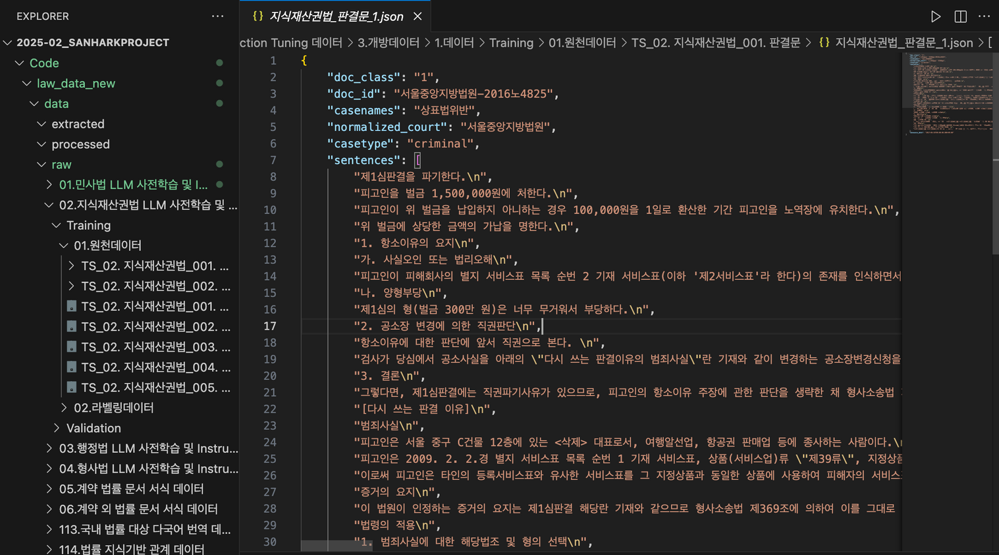 EXPLORER
2025-02_SANHARKPROJECT
Code
law_data_new
data
extracted
processed
raw
01.민사법 LLM 사전학습 및 I...
02.지식재산권법 LLM 사전학습 및 ...
Training
01.원천데이터
TS_02. 지식재산권법_001. ...
TS_02. 지식재산권법_002. ...
TS_02. 지식재산권법_001. ...
TS_02. 지식재산권법_002. ...
TS_02. 지식재산권법_003. ...
TS_02. 지식재산권법_004. ...
TS_02. 지식재산권법_005. ...
02.라벨링데이터
Validation
03.행정법 LLM 사전학습 및 Instru...
04.형사법 LLM 사전학습 및 Instru...
05.계약 법률 문서 서식 데이터
06.계약 외 법률 문서 서식 데이터
113.국내 법률 대상 다국어 번역 데...
114.법률 지식기반 관계 데이터
{} 지식재산권법_판결문_1.json
ction Tuning 데이터 > 3.개방데이터 > 1.데이터 > Training > 01.원천데이터 > TS_02. 지식재산권법_001. 판결문 > {} 지식재산권법_판결문_1.json > [
1 {
2 "doc_class": "1",
3 "doc_id": "서울중앙지방법원-2016노4825",
4 "casenames": "상표법위반",
5 "normalized_court": "서울중앙지방법원",
6 "casetype": "criminal",
7 "sentences": [
8 "제1심판결을 파기한다.\n",
9 "피고인을 벌금 1,500,000원에 처한다.\n",
10 "피고인이 위 벌금을 납입하지 아니하는 경우 100,000원을 1일로 환산한 기간 피고인을 노역장에 유치한다.\n",
11 "위 벌금에 상당한 금액의 가납을 명한다.\n",
12 "1. 항소이유의 요지\n",
13 "가. 사실오인 또는 법리오해\n",
14 "피고인이 피해회사의 별지 서비스표 목록 순번 2 기재 서비스표(이하 '제2서비스표'라 한다)의 존재를 인식하면서
15 "나. 양형부당\n",
16 "제1심의 형(벌금 300만 원)은 너무 무거워서 부당하다.\n",
17 "2. 공소장 변경에 의한 직권판단\n",
18 "항소이유에 대한 판단에 앞서 직권으로 본다. \n",
19 "검사가 당심에서 공소사실을 아래의 \"다시 쓰는 판결이유의 범죄사실\"란 기재와 같이 변경하는 공소장변경신청을
20 "3. 결론\n",
21 "그렇다면, 제1심판결에는 직권파기사유가 있으므로, 피고인의 항소이유 주장에 관한 판단을 생략한 채 형사소송법
22 "[다시 쓰는 판결 이유]\n",
23 "범죄사실\n",
24 "피고인은 서울 중구 C건물 12층에 있는 <삭제> 대표로서, 여행알선업, 항공권 판매업 등에 종사하는 사람이다.\
25 "피고인은 2009. 2. 2.경 별지 서비스표 목록 순번 1 기재 서비스표, 상품(서비스업)류 \"제39류\", 지정상품
26 "이로써 피고인은 타인의 등록서비스표와 유사한 서비스표를 그 지정상품과 동일한 상품에 사용하여 피해자의 서비스
27 "증거의 요지\n",
28 "이 법원이 인정하는 증거의 요지는 제1심판결 해당란 기재와 같으므로 형사소송법 제369조에 의하여 이를 그대로
29 "법령의 적용\n",
30 "1. 범죄사실에 대한 해당법조 및 형의 선택\n",